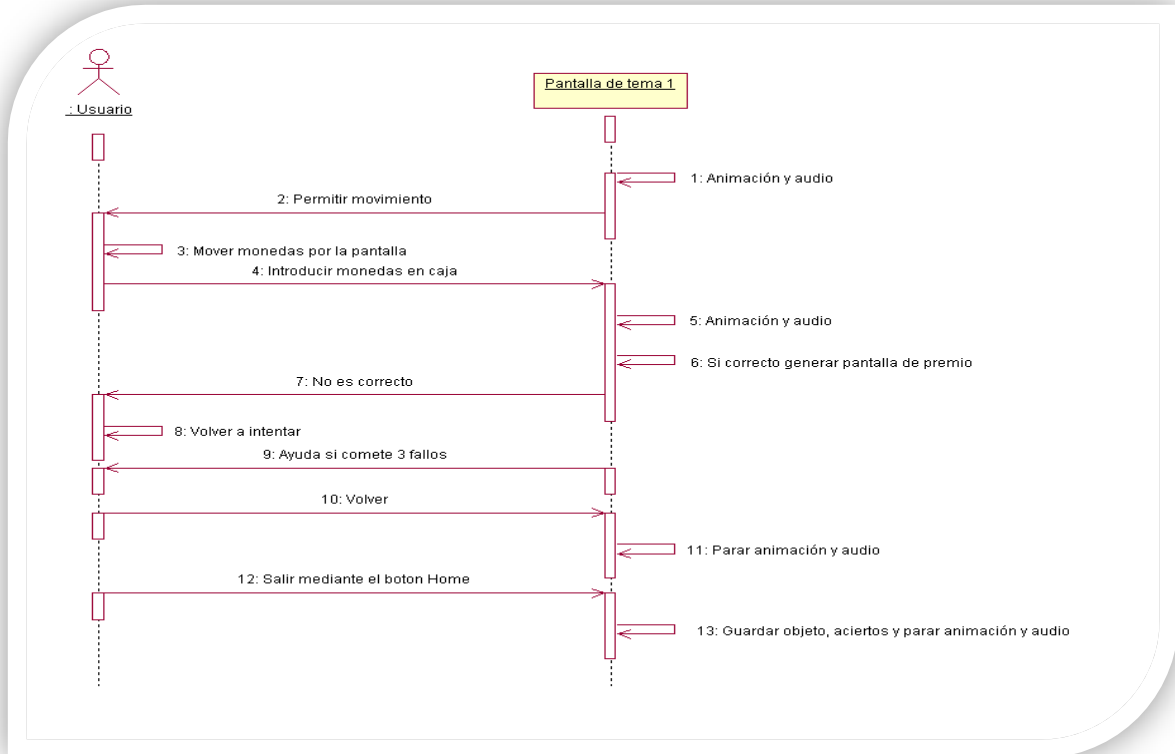 Pantalla de tema 1
: Usuario
1: Animación y audio
2: Permitir movimiento
3: Mover monedas por la pantalla
4: Introducir monedas en caja
5: Animación y audio
6: Si correcto generar pantalla de premio
7: No es correcto
8: Volver a intentar
9: Ayuda si comete 3 fallos
10: Volver
11: Parar animación y audio
12: Salir mediante el boton Home
13: Guardar objeto, aciertos y parar animación y audio